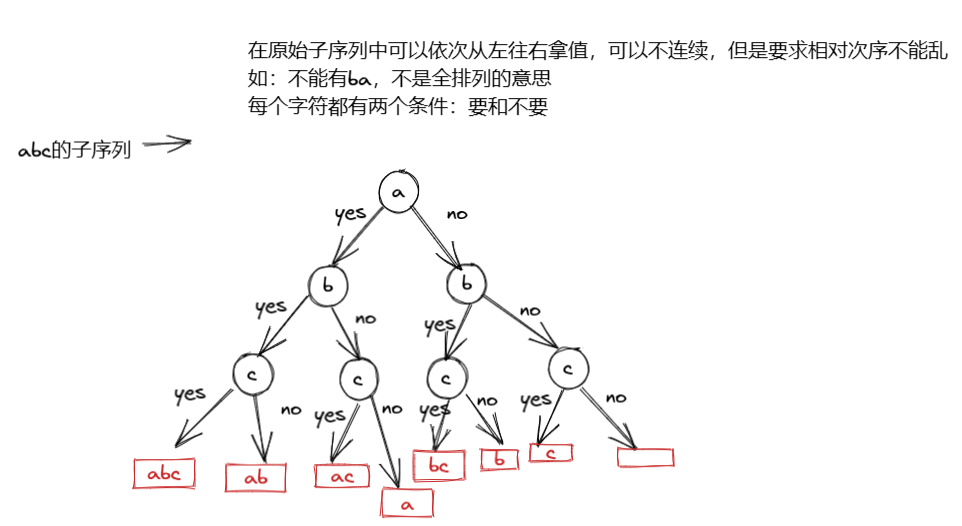 在原始子序列中可以依次从左往右拿值，可以不连续，但是要求相对次序不能乱
如：不能有ba，不是全排列的意思
每个字符都有两个条件：要和不要
abc的子序列
a
yes no
b b
yes no yes no
c c c c
yes no yes no yes no yes no
abc ab ac a bc b c